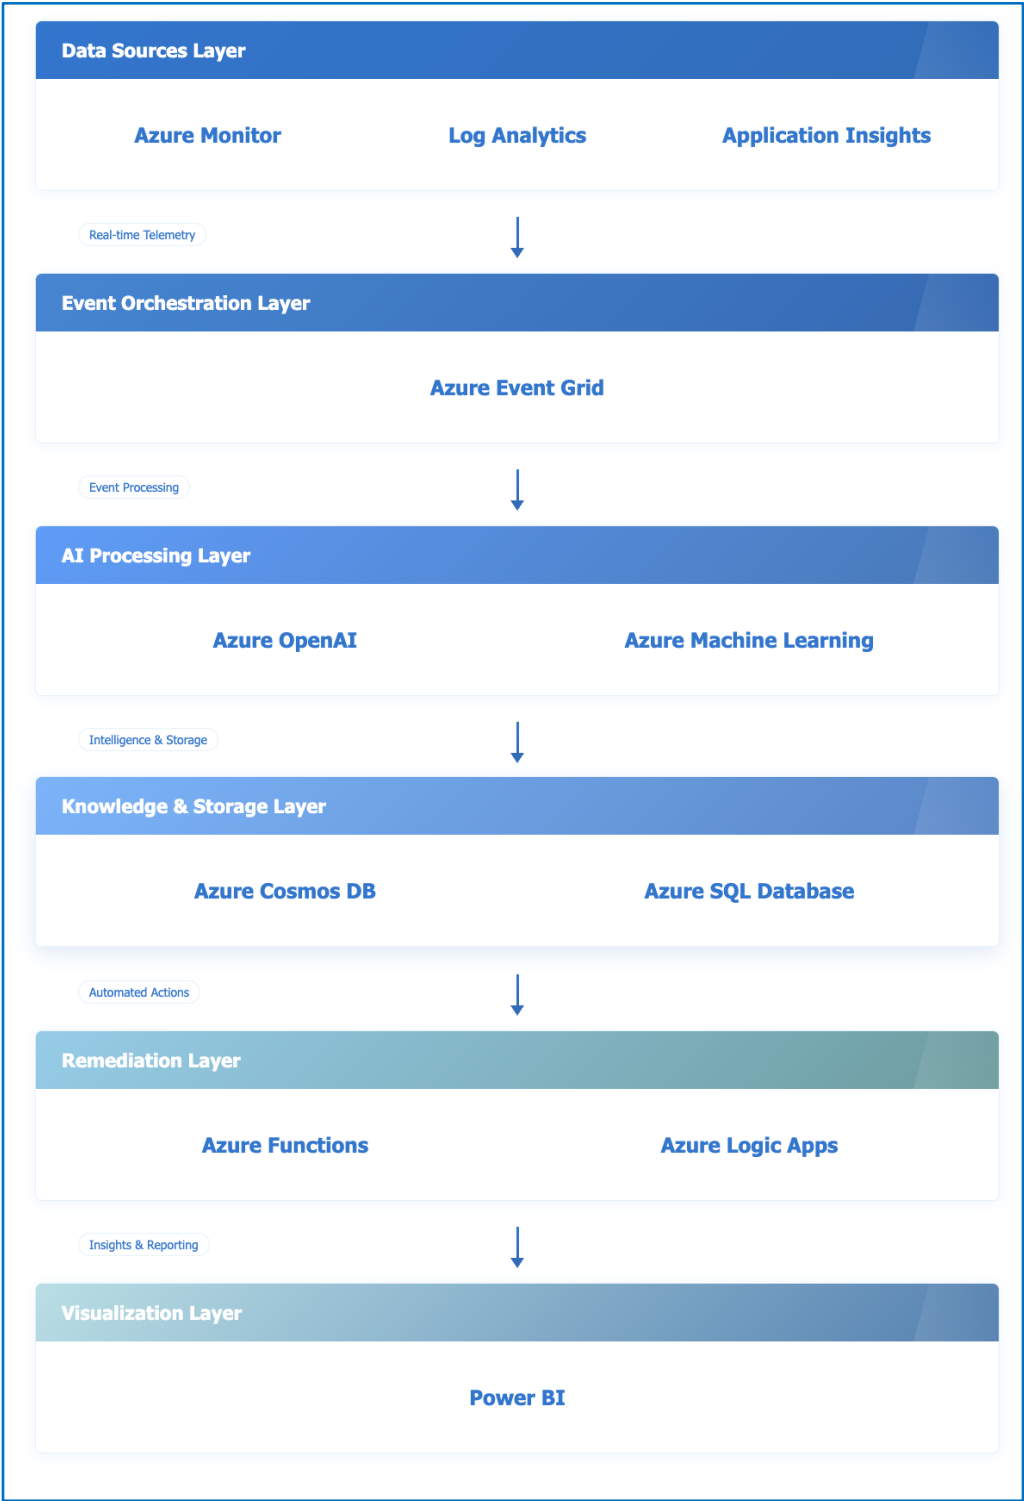 Data Sources Layer
Azure Monitor
Log Analytics
Application Insights
Real-time Telemetry
Event Orchestration Layer
Azure Event Grid
Event Processing
AI Processing Layer
Azure OpenAI
Azure Machine Learning
Intelligence & Storage
Knowledge & Storage Layer
Azure Cosmos DB
Azure SQL Database
Automated Actions
Remediation Layer
Azure Functions
Azure Logic Apps
Insights & Reporting
Visualization Layer
Power BI